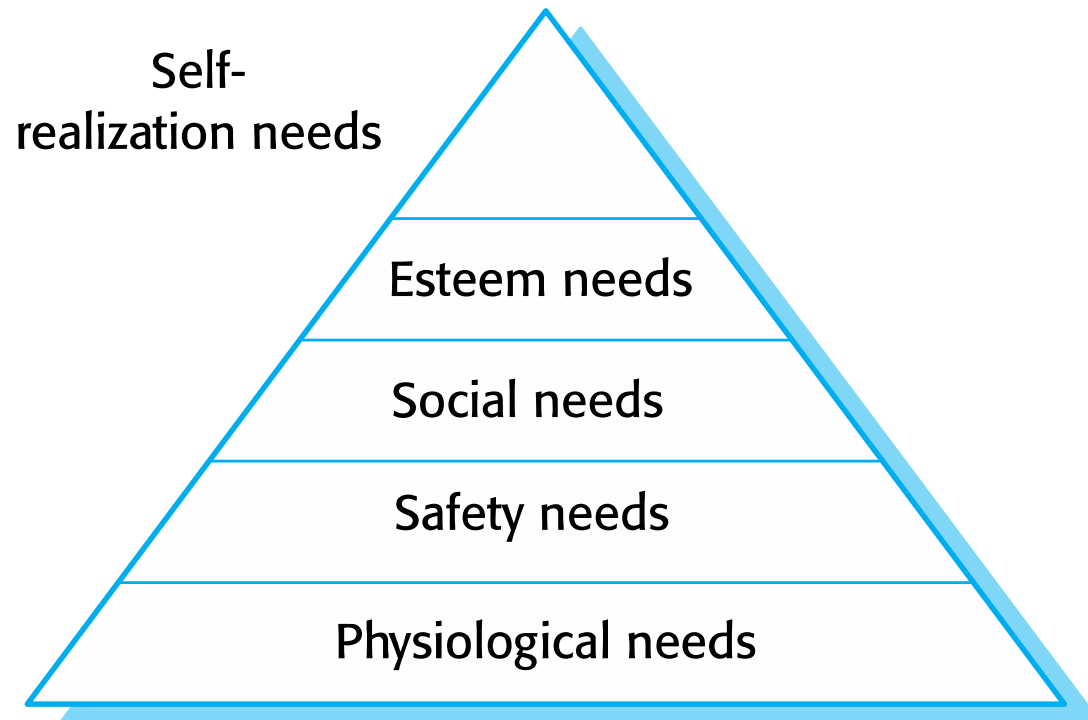 Self-
realization needs
Esteem needs
Social needs
Safety needs
Physiological needs